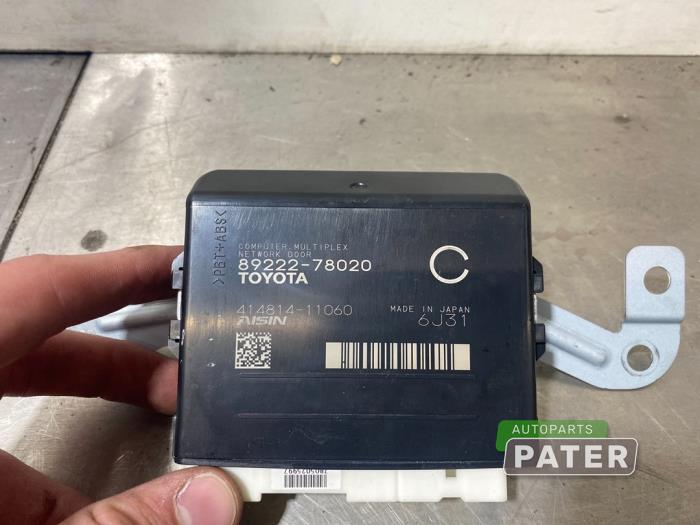 COMPUTER, MULTIPLEX
NETWORK DOOR
89222-78020
TOYOTA
C
414814-11060
AISIN
MADE IN JAPAN
6J31
>PBT+ABS<
AUTOPARTS
PATER